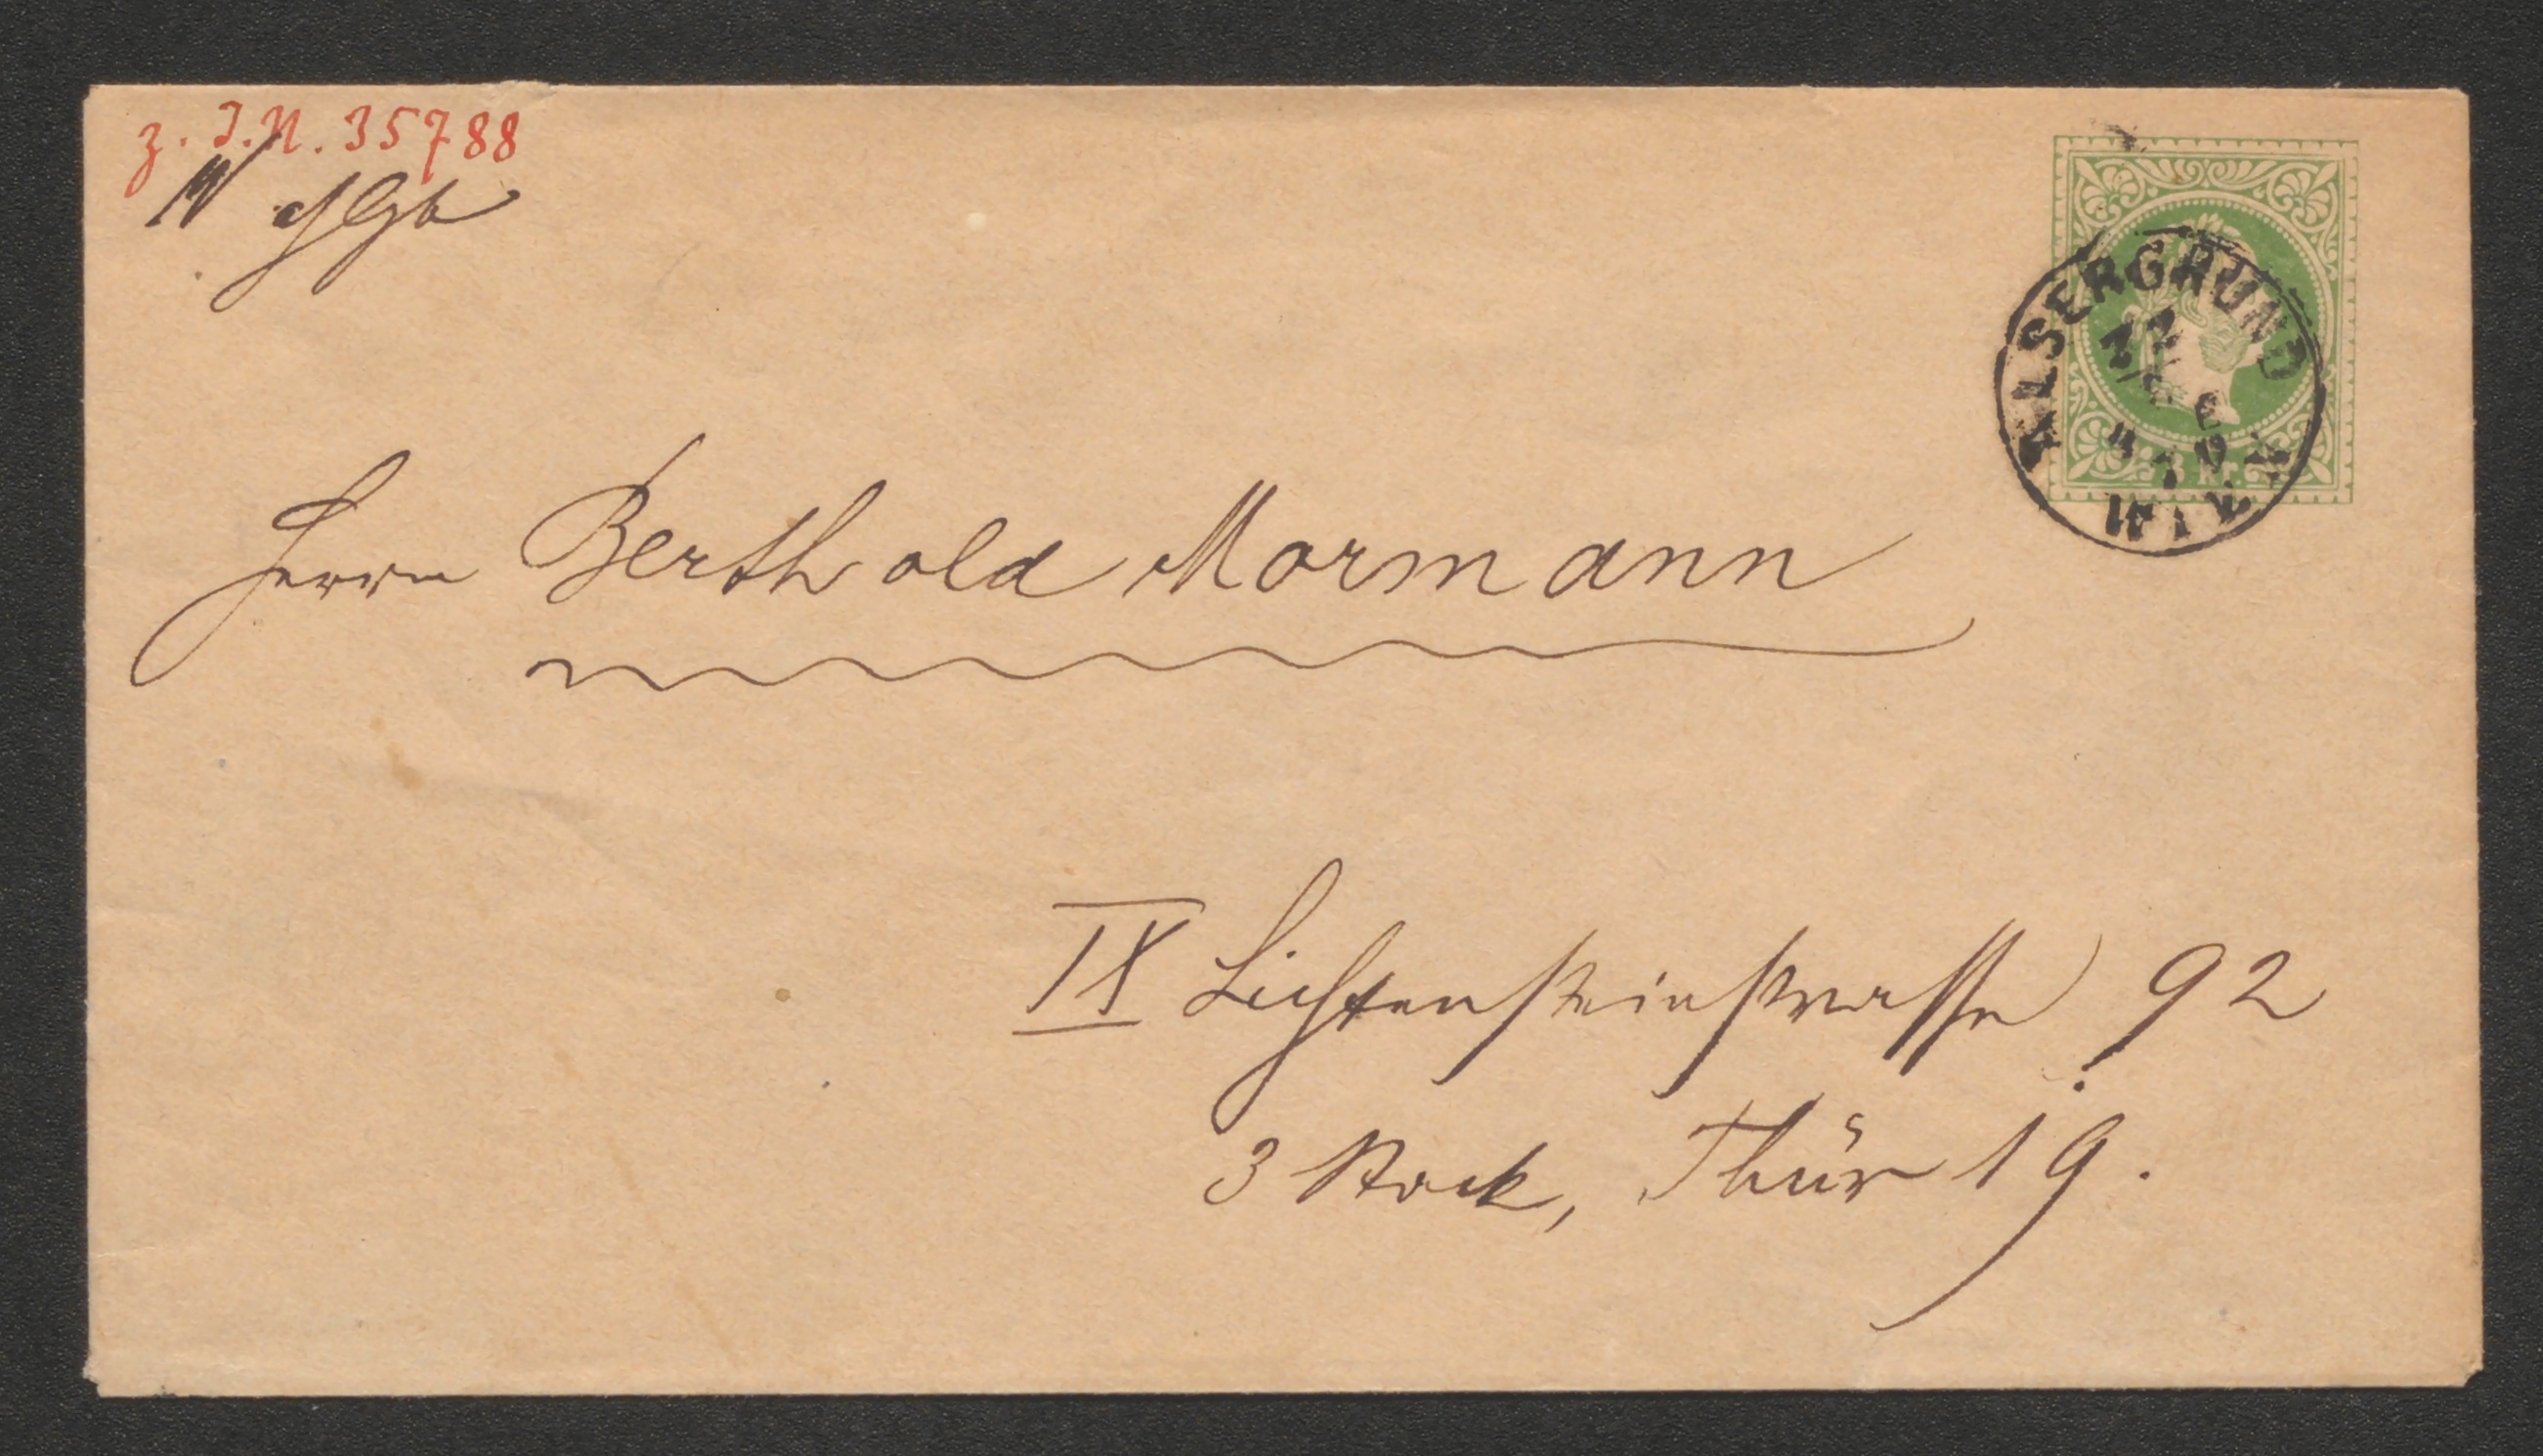 z. I.N. 35788
ALSERGRUND
WIEN
Herrn Berthold Mormann
IX Lichtensteinstrasse 92
3 Stock, Thür 19.